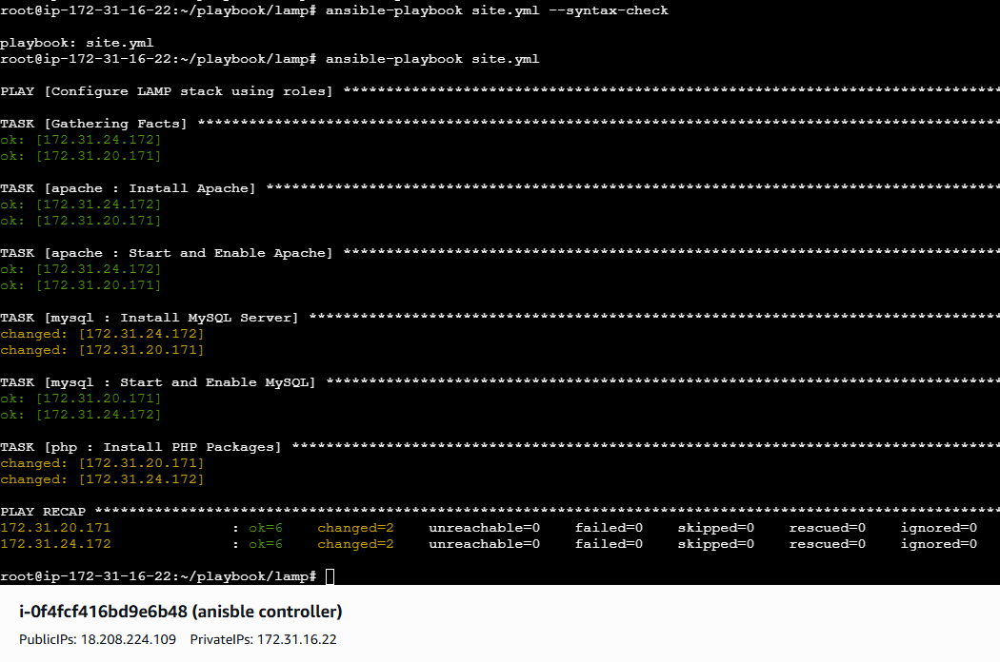 root@ip-172-31-16-22:~/playbook/lamp# ansible-playbook site.yml --syntax-check
playbook: site.yml
root@ip-172-31-16-22:~/playbook/lamp# ansible-playbook site.yml
PLAY [Configure LAMP stack using roles] *****************************************************************************
TASK [Gathering Facts] **********************************************************************************************
ok: [172.31.24.172]
ok: [172.31.20.171]
TASK [apache : Install Apache] **************************************************************************************
ok: [172.31.24.172]
ok: [172.31.20.171]
TASK [apache : Start and Enable Apache] *****************************************************************************
ok: [172.31.24.172]
ok: [172.31.20.171]
TASK [mysql : Install MySQL Server] *********************************************************************************
changed: [172.31.24.172]
changed: [172.31.20.171]
TASK [mysql : Start and Enable MySQL] *******************************************************************************
ok: [172.31.20.171]
ok: [172.31.24.172]
TASK [php : Install PHP Packages] ***********************************************************************************
changed: [172.31.20.171]
changed: [172.31.24.172]
PLAY RECAP **********************************************************************************************************
172.31.20.171              : ok=6    changed=2    unreachable=0    failed=0    skipped=0    rescued=0    ignored=0
172.31.24.172              : ok=6    changed=2    unreachable=0    failed=0    skipped=0    rescued=0    ignored=0
root@ip-172-31-16-22:~/playbook/lamp#
i-0f4fcf416bd9e6b48 (anisble controller)
PublicIPs: 18.208.224.109 PrivateIPs: 172.31.16.22